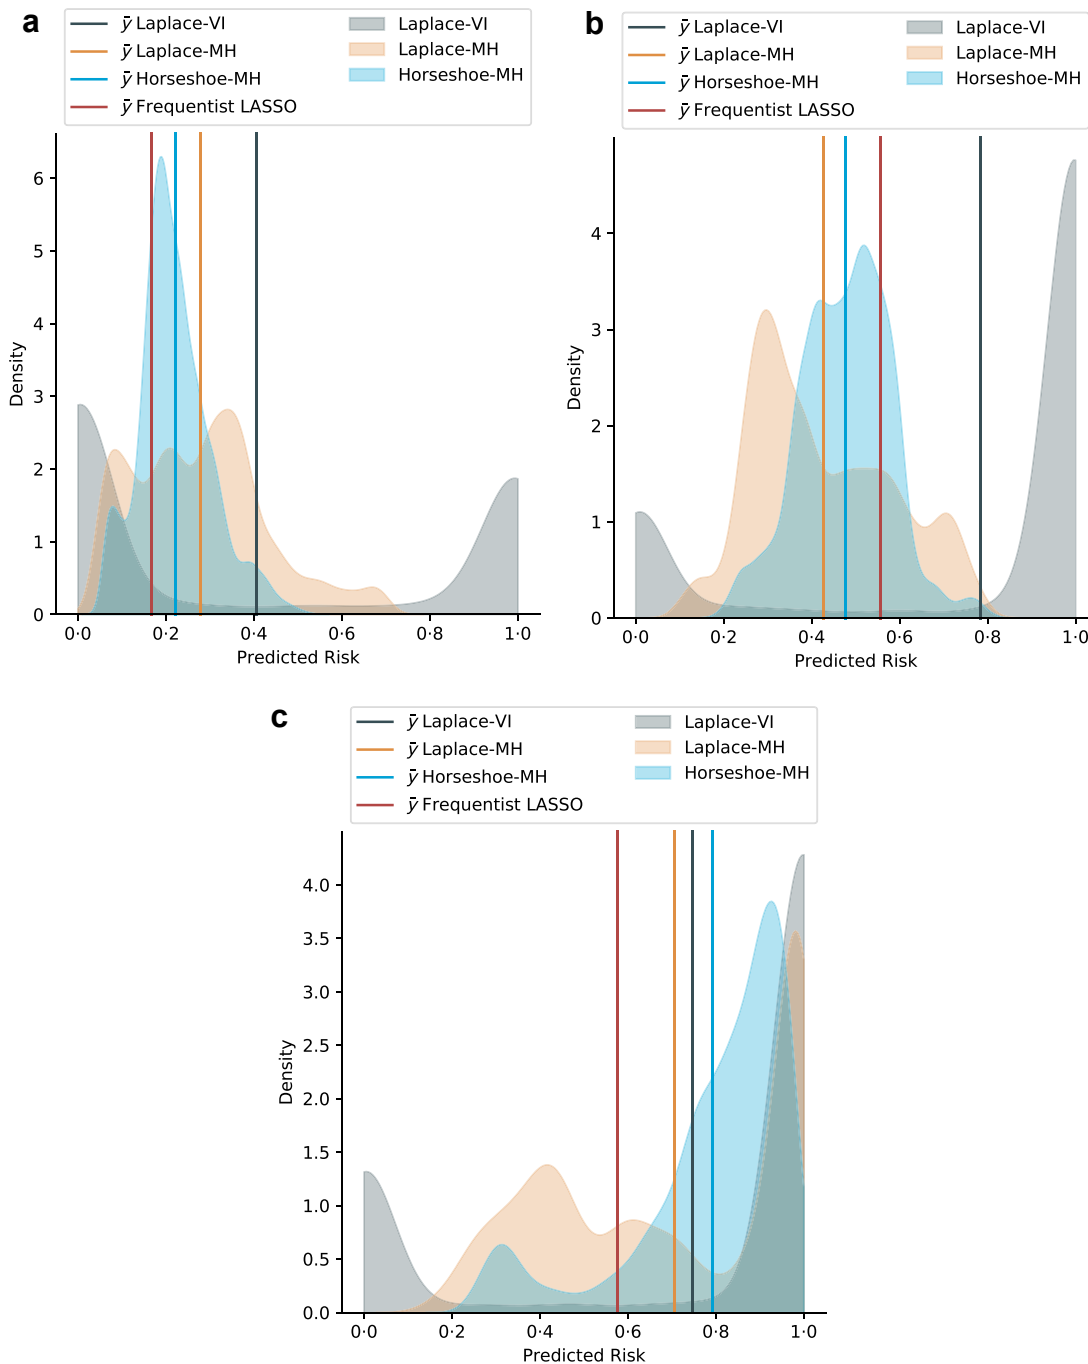 a
ȳ Laplace-VI
ȳ Laplace-MH
ȳ Horseshoe-MH
ȳ Frequentist LASSO
Laplace-VI
Laplace-MH
Horseshoe-MH
6
5
4
3
2
1
0
Density
0·0 0·2 0·4 0·6 0·8 1·0
Predicted Risk
b
ȳ Laplace-VI
ȳ Laplace-MH
ȳ Horseshoe-MH
ȳ Frequentist LASSO
Laplace-VI
Laplace-MH
Horseshoe-MH
4
3
2
1
0
Density
0·0 0·2 0·4 0·6 0·8 1·0
Predicted Risk
c
ȳ Laplace-VI
ȳ Laplace-MH
ȳ Horseshoe-MH
ȳ Frequentist LASSO
Laplace-VI
Laplace-MH
Horseshoe-MH
4.0
3.5
3.0
2.5
2.0
1.5
1.0
0.5
0.0
Density
0·0 0·2 0·4 0·6 0·8 1·0
Predicted Risk